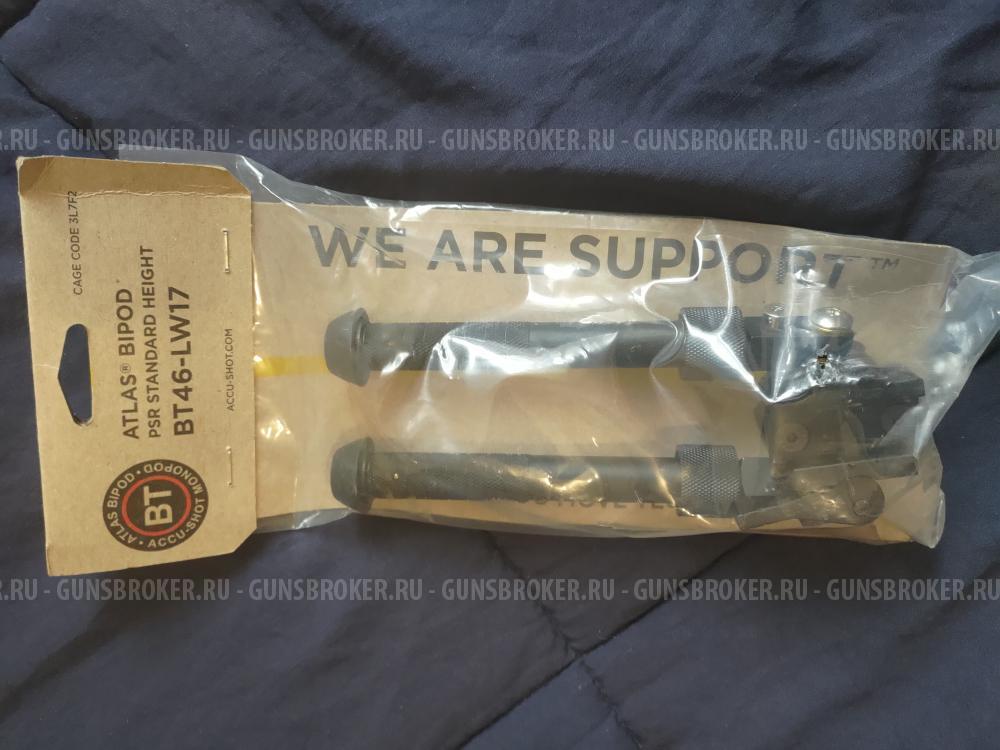 .RU - GUNSBROKER.RU - GUNSBROKER.RU - GUNSBROKER.RU - GUNSBROKER.RU - GUNSBROKER.RU
CAGE CODE 3L7F2
ATLAS® BIPOD
PSR STANDARD HEIGHT
BT46-LW17
ACCU-SHOT.COM
ATLAS BIPOD • ACCU-SHOT MONOPOD •
BT
WE ARE SUPPORT™
.RU - GUNSBROKER.RU - GUNSBROKER.RU - GUNSBROKER.RU - GUNSBROKER.RU - GUNSBROKER.RU